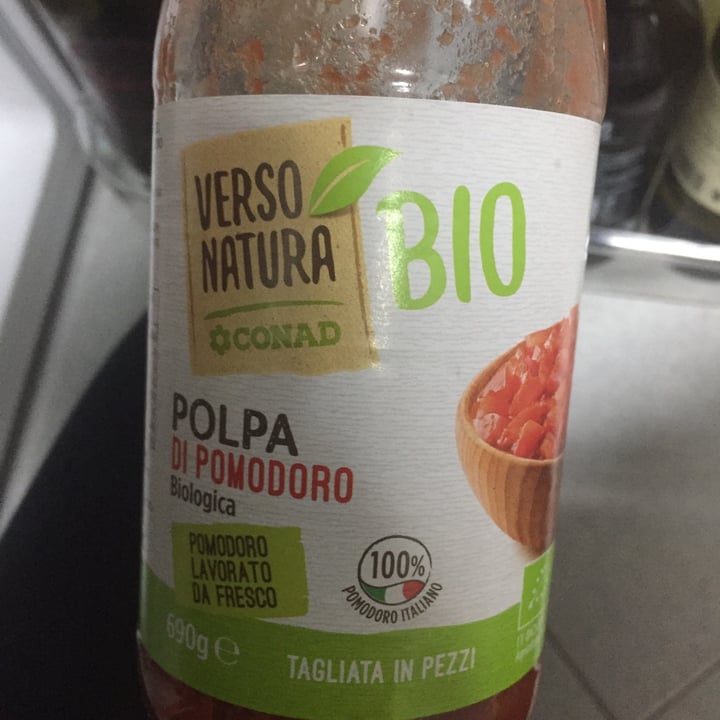 VERSO
NATURA
CONAD
BIO
POLPA
DI POMODORO
Biologica
POMODORO
LAVORATO
DA FRESCO
100%
POMODORO ITALIANO
690g e
TAGLIATA IN PEZZI